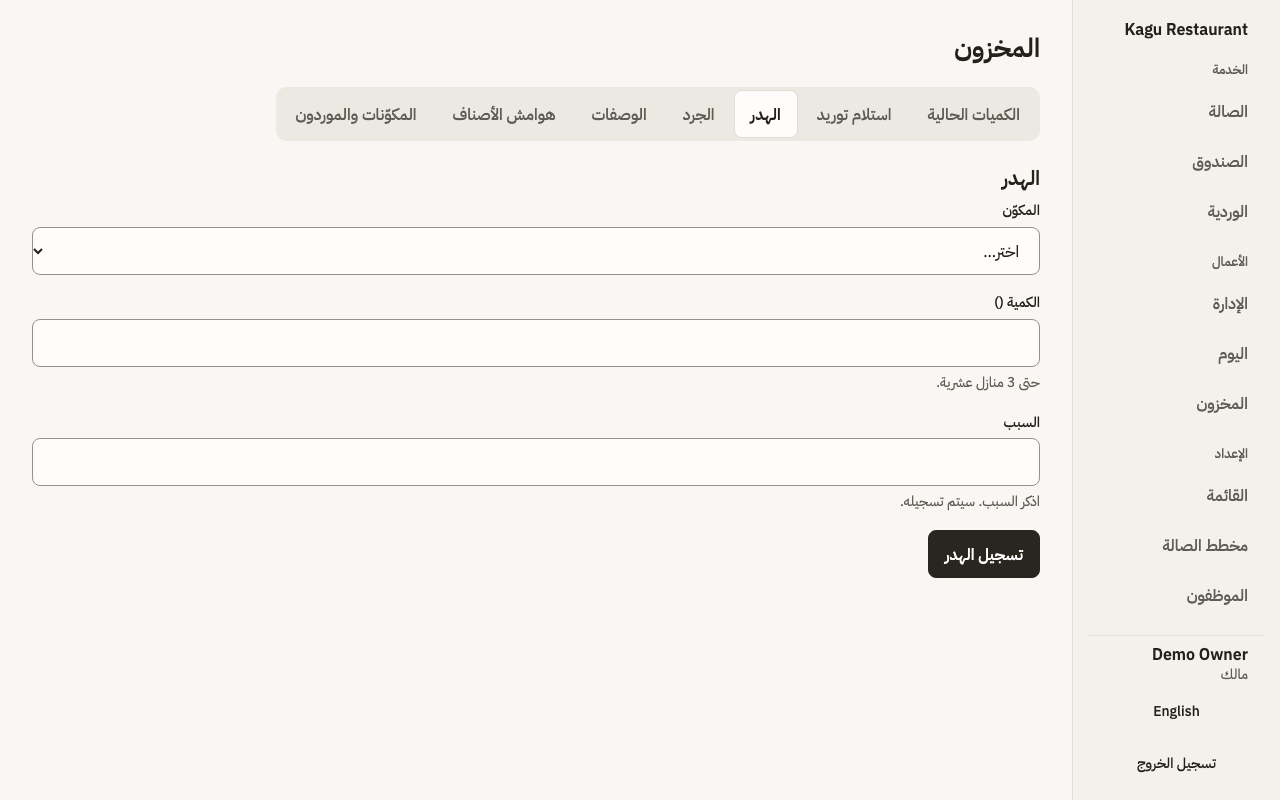 Kagu Restaurant
الخدمة
الصالة
الصندوق
الوردية
الأعمال
الإدارة
اليوم
المخزون
الإعداد
القائمة
مخطط الصالة
الموظفون
Demo Owner
مالك
English
تسجيل الخروج
المخزون
الكميات الحالية
استلام توريد
الهدر
الجرد
الوصفات
هوامش الأصناف
المكوّنات والموردون
الهدر
المكوّن
اختر...
الكمية ()
حتى 3 منازل عشرية.
السبب
اذكر السبب. سيتم تسجيله.
تسجيل الهدر